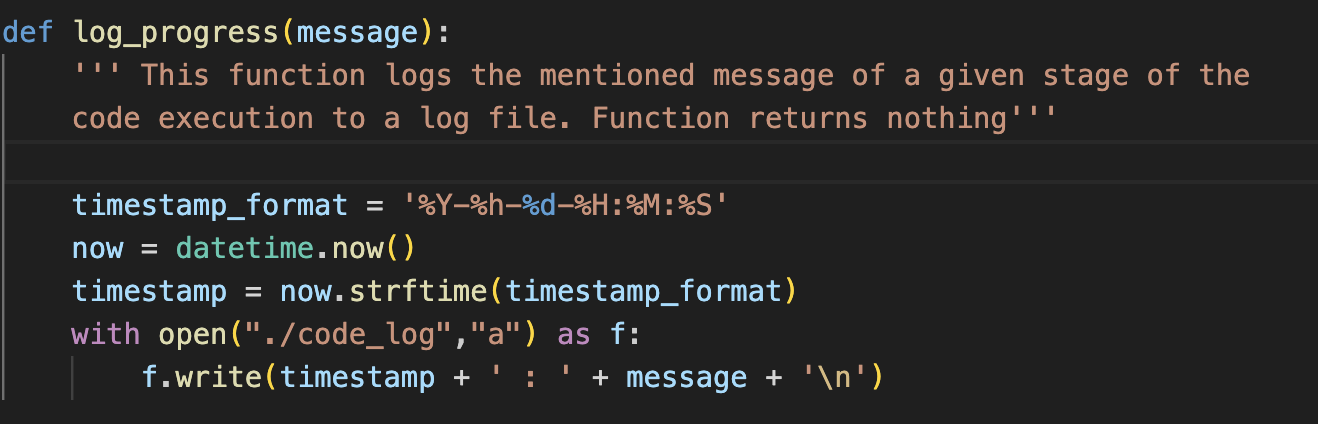 def log_progress(message):
    ''' This function logs the mentioned message of a given stage of the
    code execution to a log file. Function returns nothing'''

    timestamp_format = '%Y-%h-%d-%H:%M:%S'
    now = datetime.now()
    timestamp = now.strftime(timestamp_format)
    with open("./code_log","a") as f:
        f.write(timestamp + ' : ' + message + '\n')